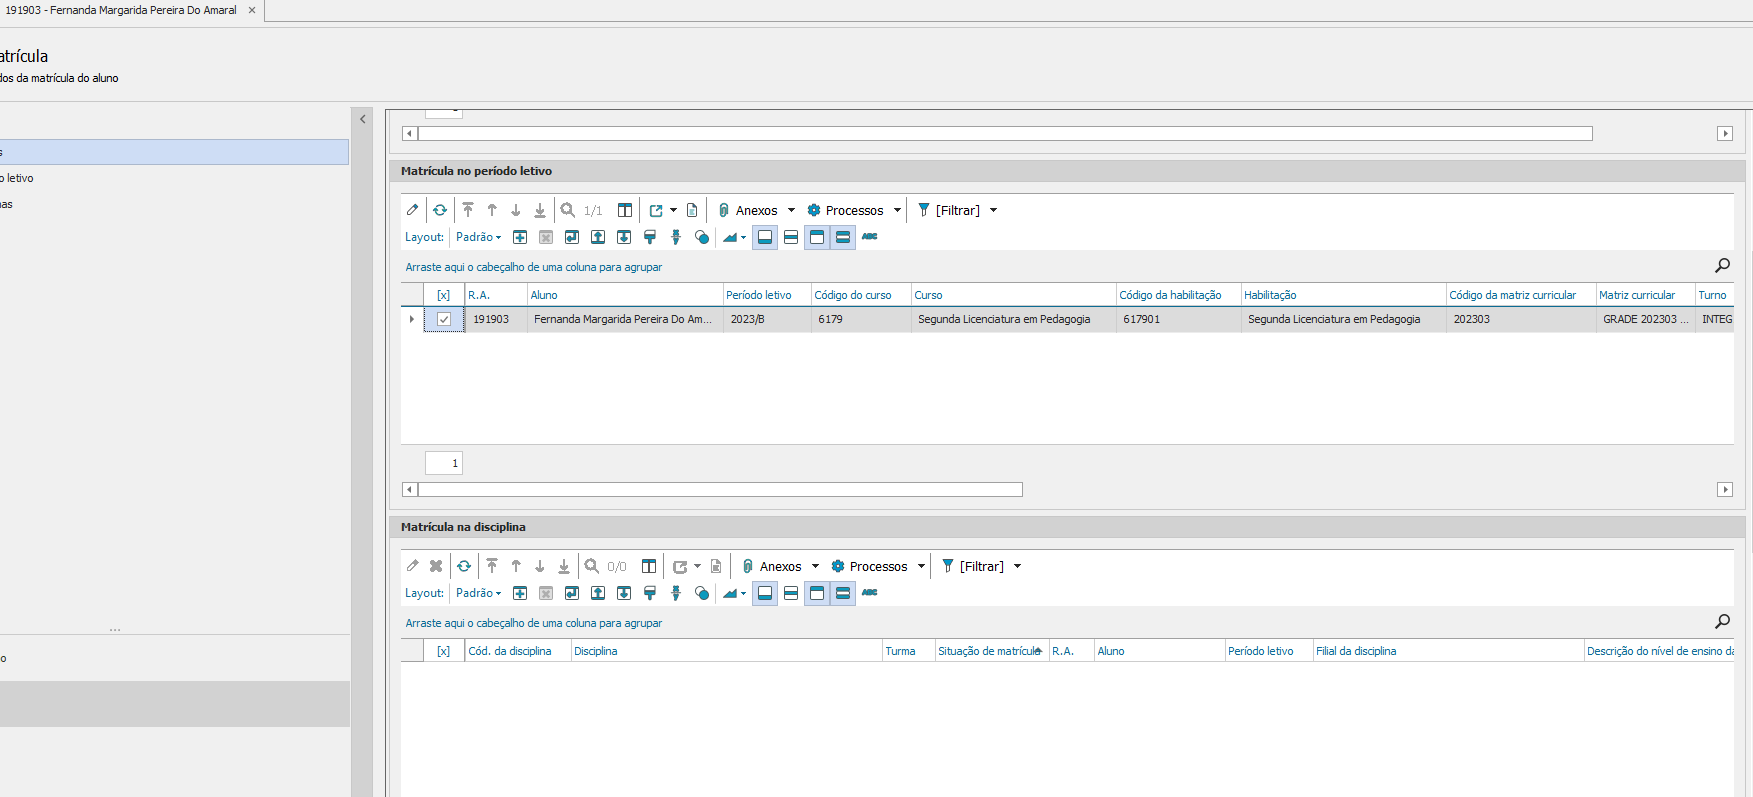 191903 - Fernanda Margarida Pereira Do Amaral
atrícula
dos da matrícula do aluno
s
o letivo
nas
Matrícula no período letivo
1/1 Anexos Processos [Filtrar]
Layout: Padrão ABC
Arraste aqui o cabeçalho de uma coluna para agrupar
[x] R.A. Aluno Período letivo Código do curso Curso Código da habilitação Habilitação Código da matriz curricular Matriz curricular Turno
191903 Fernanda Margarida Pereira Do Am... 2023/B 6179 Segunda Licenciatura em Pedagogia 617901 Segunda Licenciatura em Pedagogia 202303 GRADE 202303 ... INTEG
1
Matrícula na disciplina
0/0 Anexos Processos [Filtrar]
Layout: Padrão ABC
Arraste aqui o cabeçalho de uma coluna para agrupar
[x] Cód. da disciplina Disciplina Turma Situação de matrícula R.A. Aluno Período letivo Filial da disciplina Descrição do nível de ensino da
...
o